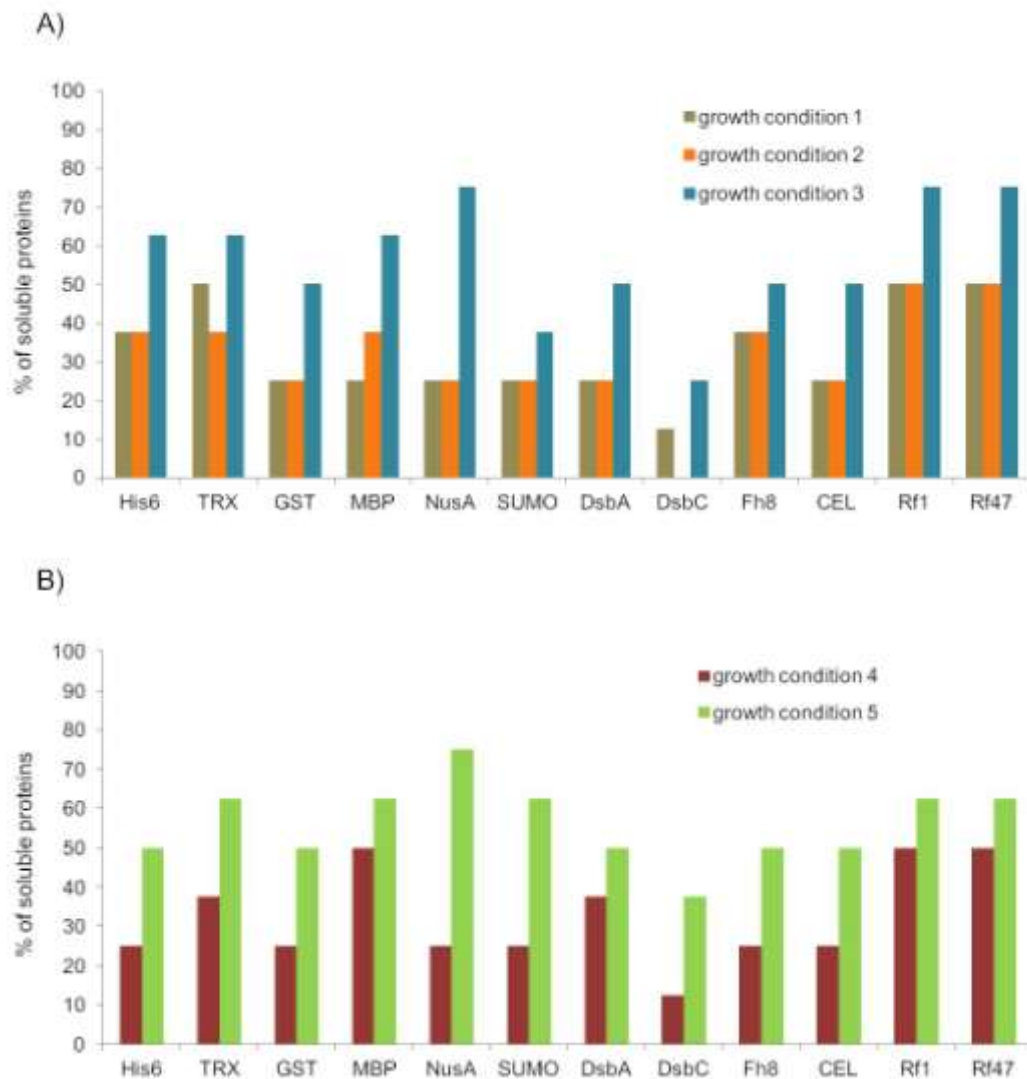 A)
% of soluble proteins
100
90
80
70
60
50
40
30
20
10
0
growth condition 1
growth condition 2
growth condition 3
His6 TRX GST MBP NusA SUMO DsbA DsbC Fh8 CEL Rf1 Rf47
B)
% of soluble proteins
100
90
80
70
60
50
40
30
20
10
0
growth condition 4
growth condition 5
His6 TRX GST MBP NusA SUMO DsbA DsbC Fh8 CEL Rf1 Rf47